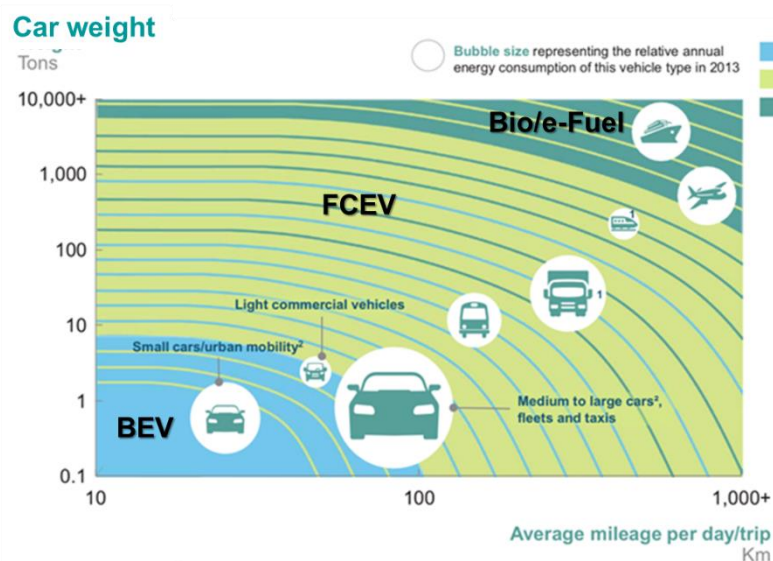 Car weight
Tons
Bubble size representing the relative annual
energy consumption of this vehicle type in 2013
10,000+
Bio/e-Fuel
1,000
1
FCEV
100
Light commercial vehicles
1
10
Small cars/urban mobility²
1
Medium to large cars²,
fleets and taxis
BEV
0.1
10
100
1,000+
Average mileage per day/trip
Km